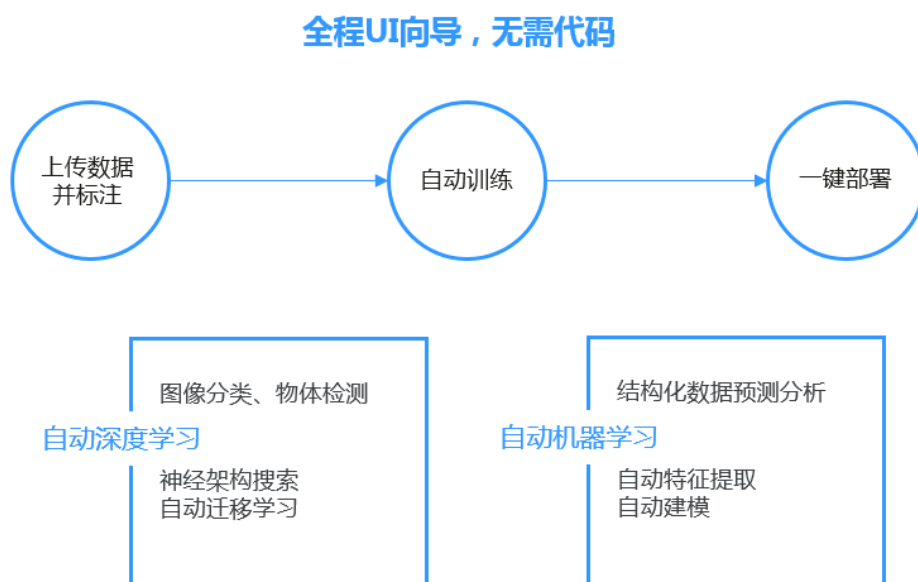 全程UI向导，无需代码
上传数据
并标注
自动训练
一键部署
图像分类、物体检测
自动深度学习
神经架构搜索
自动迁移学习
结构化数据预测分析
自动机器学习
自动特征提取
自动建模